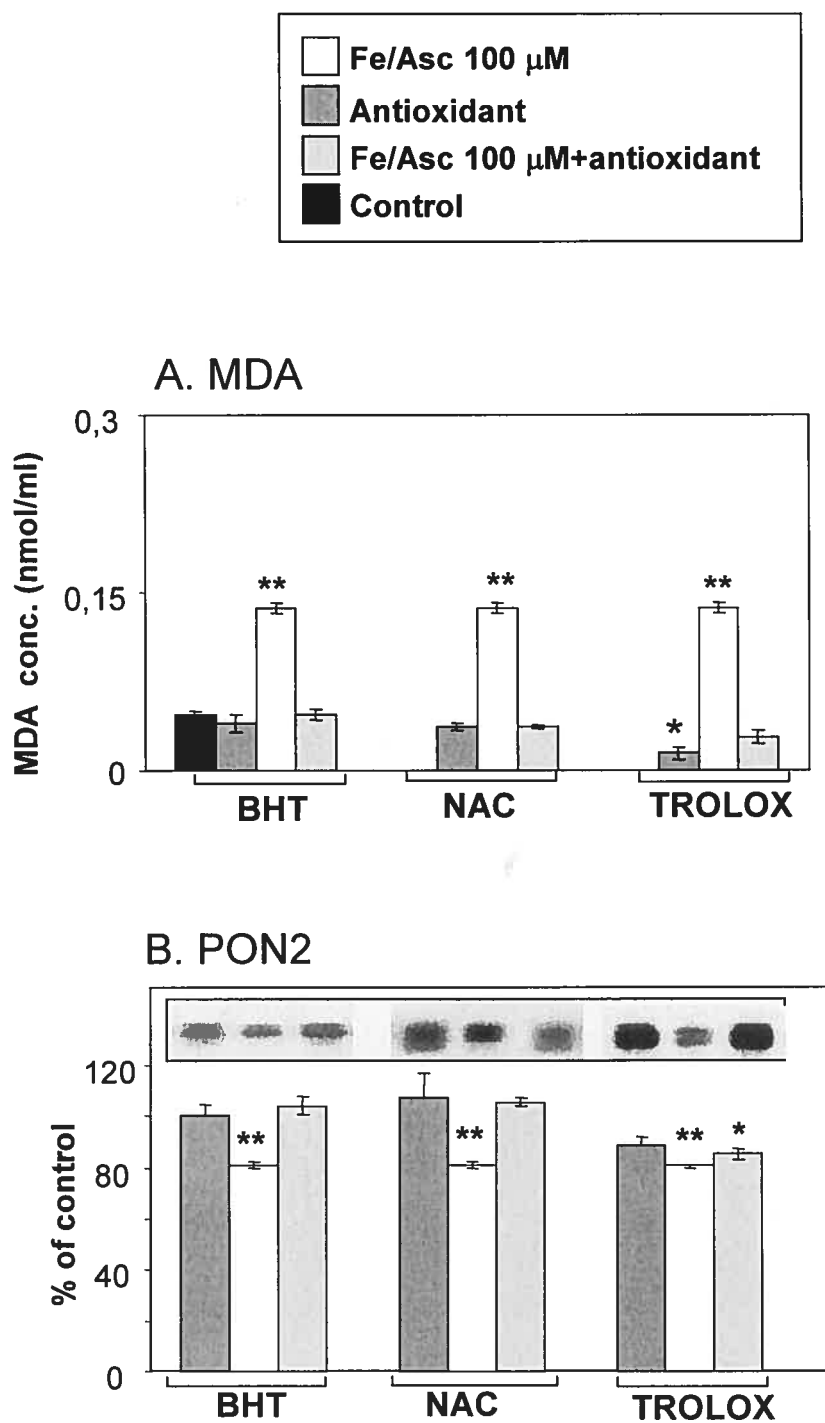 Fe/Asc 100 μM
Antioxidant
Fe/Asc 100 μM+antioxidant
Control
A. MDA
MDA conc. (nmol/ml)
0,3
0,15
0
**
**
**
*
BHT
NAC
TROLOX
B. PON2
% of control
120
80
40
0
**
**
**
*
BHT
NAC
TROLOX